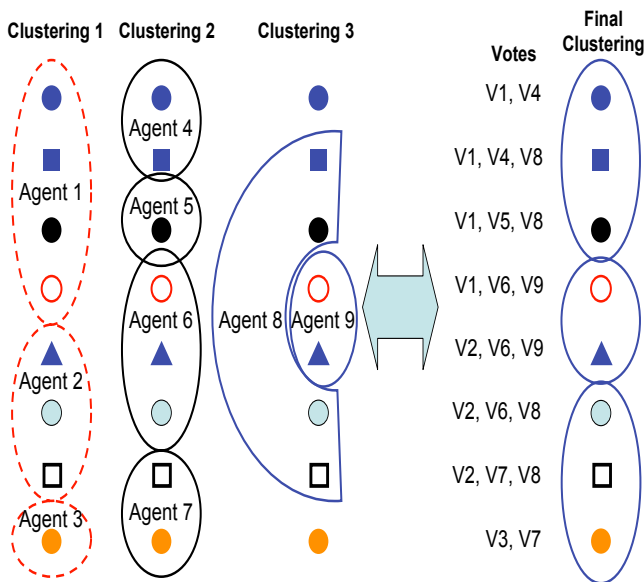 Clustering 1
Clustering 2
Clustering 3
Votes
Final
Clustering
V1, V4
Agent 4
V1, V4, V8
Agent 1
Agent 5
V1, V5, V8
V1, V6, V9
Agent 6
Agent 8
Agent 9
V2, V6, V9
Agent 2
V2, V6, V8
V2, V7, V8
Agent 3
Agent 7
V3, V7